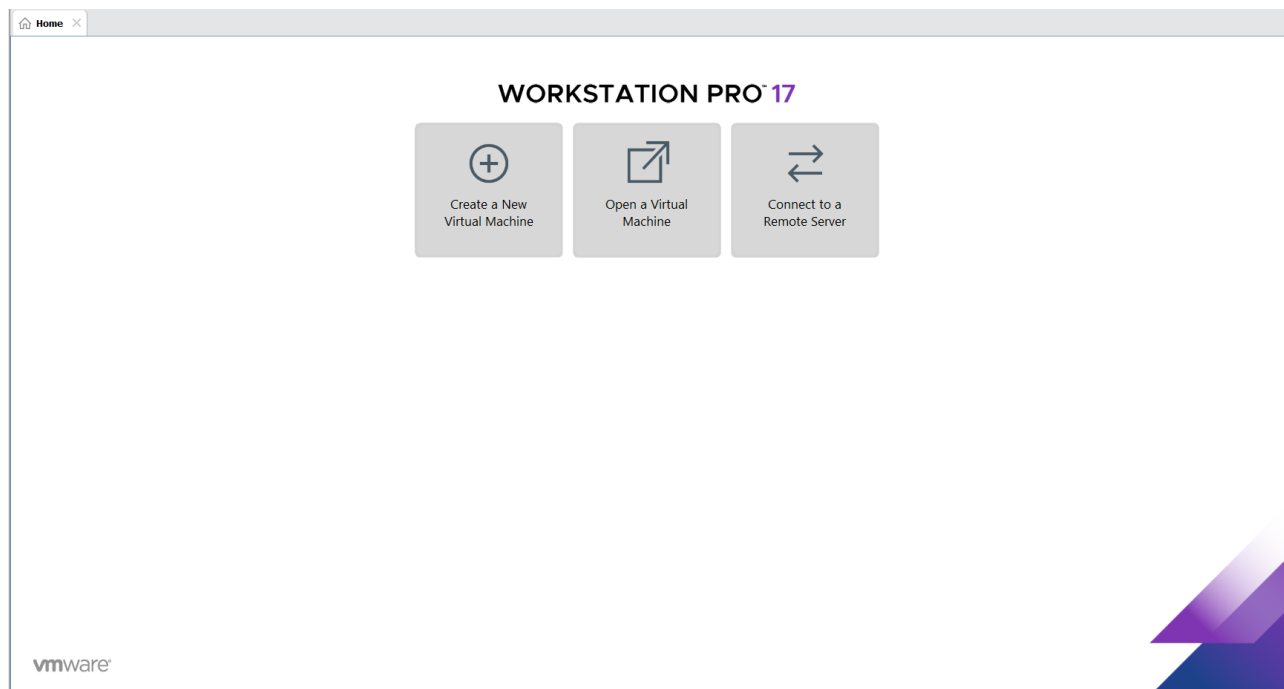 Home
WORKSTATION PRO™ 17
Create a New
Virtual Machine
Open a Virtual
Machine
Connect to a
Remote Server
vmware®